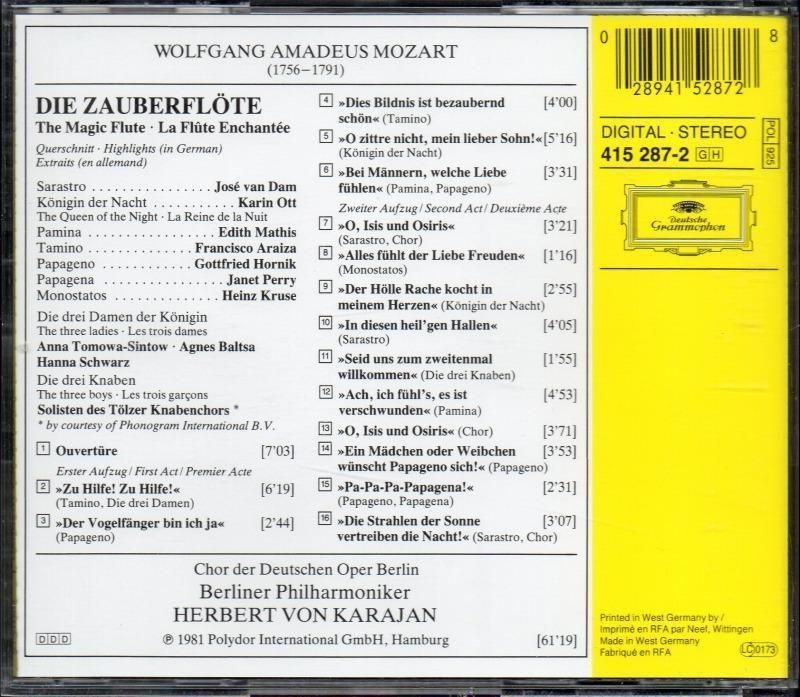 WOLFGANG AMADEUS MOZART
(1756–1791)
DIE ZAUBERFLÖTE
The Magic Flute · La Flûte Enchantée
Querschnitt · Highlights (in German)
Extraits (en allemand)
Sarastro . . . . . . . . . . . . . . . José van Dam
Königin der Nacht . . . . . . . . . . . Karin Ott
The Queen of the Night · La Reine de la Nuit
Pamina . . . . . . . . . . . . . . . . Edith Mathis
Tamino . . . . . . . . . . . . . Francisco Araiza
Papageno . . . . . . . . . . . . Gottfried Hornik
Papagena . . . . . . . . . . . . . . . Janet Perry
Monostatos . . . . . . . . . . . . . Heinz Kruse
Die drei Damen der Königin
The three ladies · Les trois dames
Anna Tomowa-Sintow · Agnes Baltsa
Hanna Schwarz
Die drei Knaben
The three boys · Les trois garçons
Solisten des Tölzer Knabenchors *
* by courtesy of Phonogram International B.V.
1 Ouvertüre [7'03]
Erster Aufzug / First Act / Premier Acte
2 »Zu Hilfe! Zu Hilfe!« [6'19]
(Tamino, Die drei Damen)
3 »Der Vogelfänger bin ich ja« [2'44]
(Papageno)
4 »Dies Bildnis ist bezaubernd [4'00]
schön« (Tamino)
5 »O zittre nicht, mein lieber Sohn!« [5'16]
(Königin der Nacht)
6 »Bei Männern, welche Liebe [3'31]
fühlen« (Pamina, Papageno)
Zweiter Aufzug / Second Act / Deuxième Acte
7 »O, Isis und Osiris« [3'21]
(Sarastro, Chor)
8 »Alles fühlt der Liebe Freuden« [1'16]
(Monostatos)
9 »Der Hölle Rache kocht in [2'55]
meinem Herzen« (Königin der Nacht)
10 »In diesen heil'gen Hallen« [4'05]
(Sarastro)
11 »Seid uns zum zweitenmal [1'55]
willkommen« (Die drei Knaben)
12 »Ach, ich fühl's, es ist [4'53]
verschwunden« (Pamina)
13 »O, Isis und Osiris« (Chor) [3'71]
14 »Ein Mädchen oder Weibchen [3'53]
wünscht Papageno sich!« (Papageno)
15 »Pa-Pa-Pa-Papagena!« [2'31]
(Papageno, Papagena)
16 »Die Strahlen der Sonne [3'07]
vertreiben die Nacht!« (Sarastro, Chor)
Chor der Deutschen Oper Berlin
Berliner Philharmoniker
HERBERT VON KARAJAN
DDD
℗ 1981 Polydor International GmbH, Hamburg [61'19]
0 28941 52872 8
DIGITAL · STEREO
415 287-2 GH
POL 925
Deutsche
Grammophon
Printed in West Germany by /
Imprimé en RFA par Neef, Wittingen
Made in West Germany
Fabriqué en RFA
LC 0173